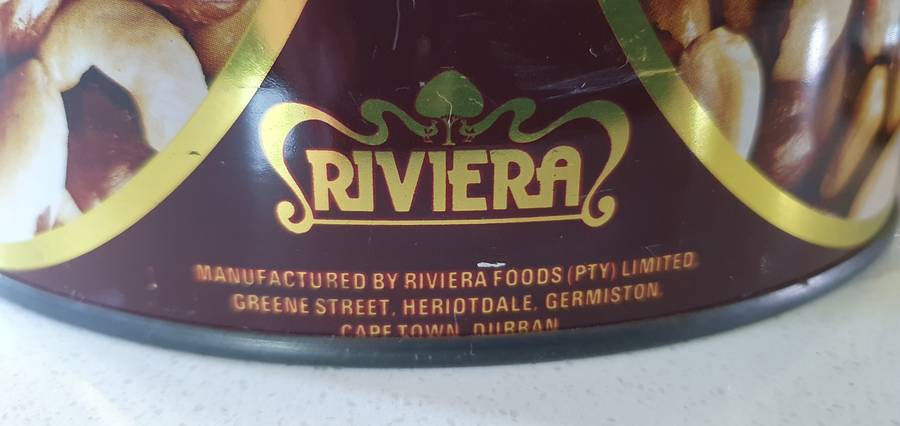 RIVIERA
MANUFACTURED BY RIVIERA FOODS (PTY) LIMITED.
GREENE STREET, HERIOTDALE, GERMISTON.
CAPE TOWN, DURBAN